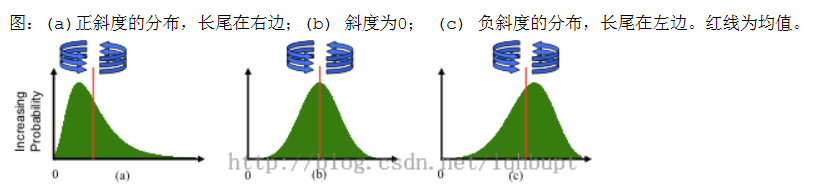 图：(a)正斜度的分布，长尾在右边；(b) 斜度为0； (c) 负斜度的分布，长尾在左边。红线为均值。
Increasing
Probability
0
(a)
0
(b)
0
(c)
http://blog.csdn.net/lqhbupt